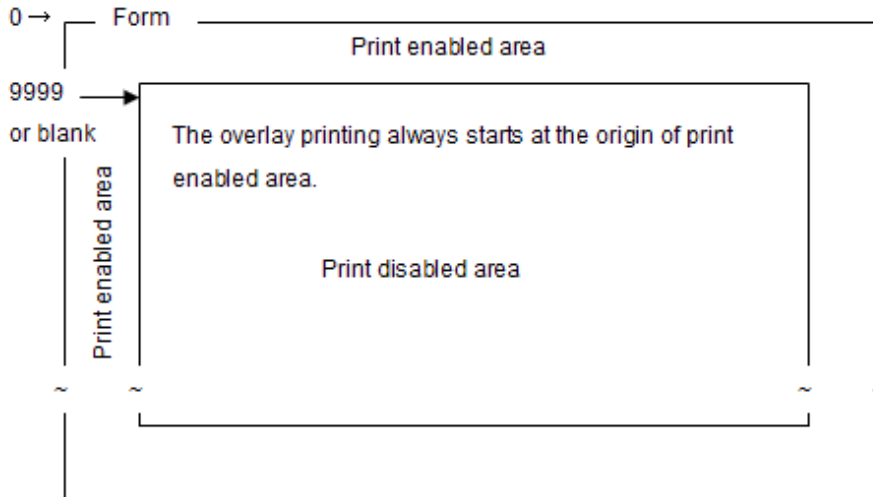 0 → Form
Print enabled area
9999
or blank
The overlay printing always starts at the origin of print
enabled area.
Print enabled area
Print disabled area
~ ~ ~